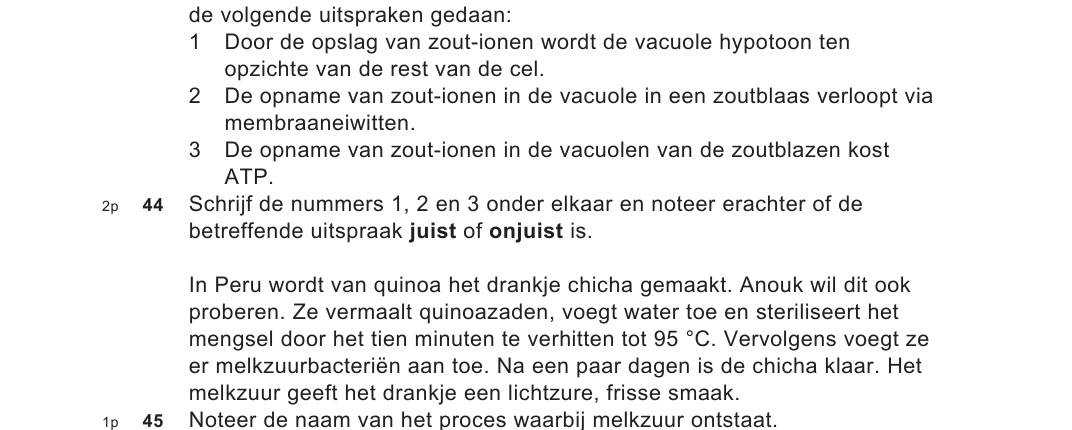 de volgende uitspraken gedaan:
1 Door de opslag van zout-ionen wordt de vacuole hypotoon ten
opzichte van de rest van de cel.
2 De opname van zout-ionen in de vacuole in een zoutblaas verloopt via
membraaneiwitten.
3 De opname van zout-ionen in de vacuolen van de zoutblazen kost
ATP.
2p 44 Schrijf de nummers 1, 2 en 3 onder elkaar en noteer erachter of de
betreffende uitspraak juist of onjuist is.
In Peru wordt van quinoa het drankje chicha gemaakt. Anouk wil dit ook
proberen. Ze vermaalt quinoazaden, voegt water toe en steriliseert het
mengsel door het tien minuten te verhitten tot 95 °C. Vervolgens voegt ze
er melkzuurbacteriën aan toe. Na een paar dagen is de chicha klaar. Het
melkzuur geeft het drankje een lichtzure, frisse smaak.
1p 45 Noteer de naam van het proces waarbij melkzuur ontstaat.